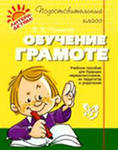 Подготовительный класс
ОБУЧЕНИЕ
ГРАМОТЕ
Учебное пособие
для будущих
первоклассников,
их педагогов
и родителей